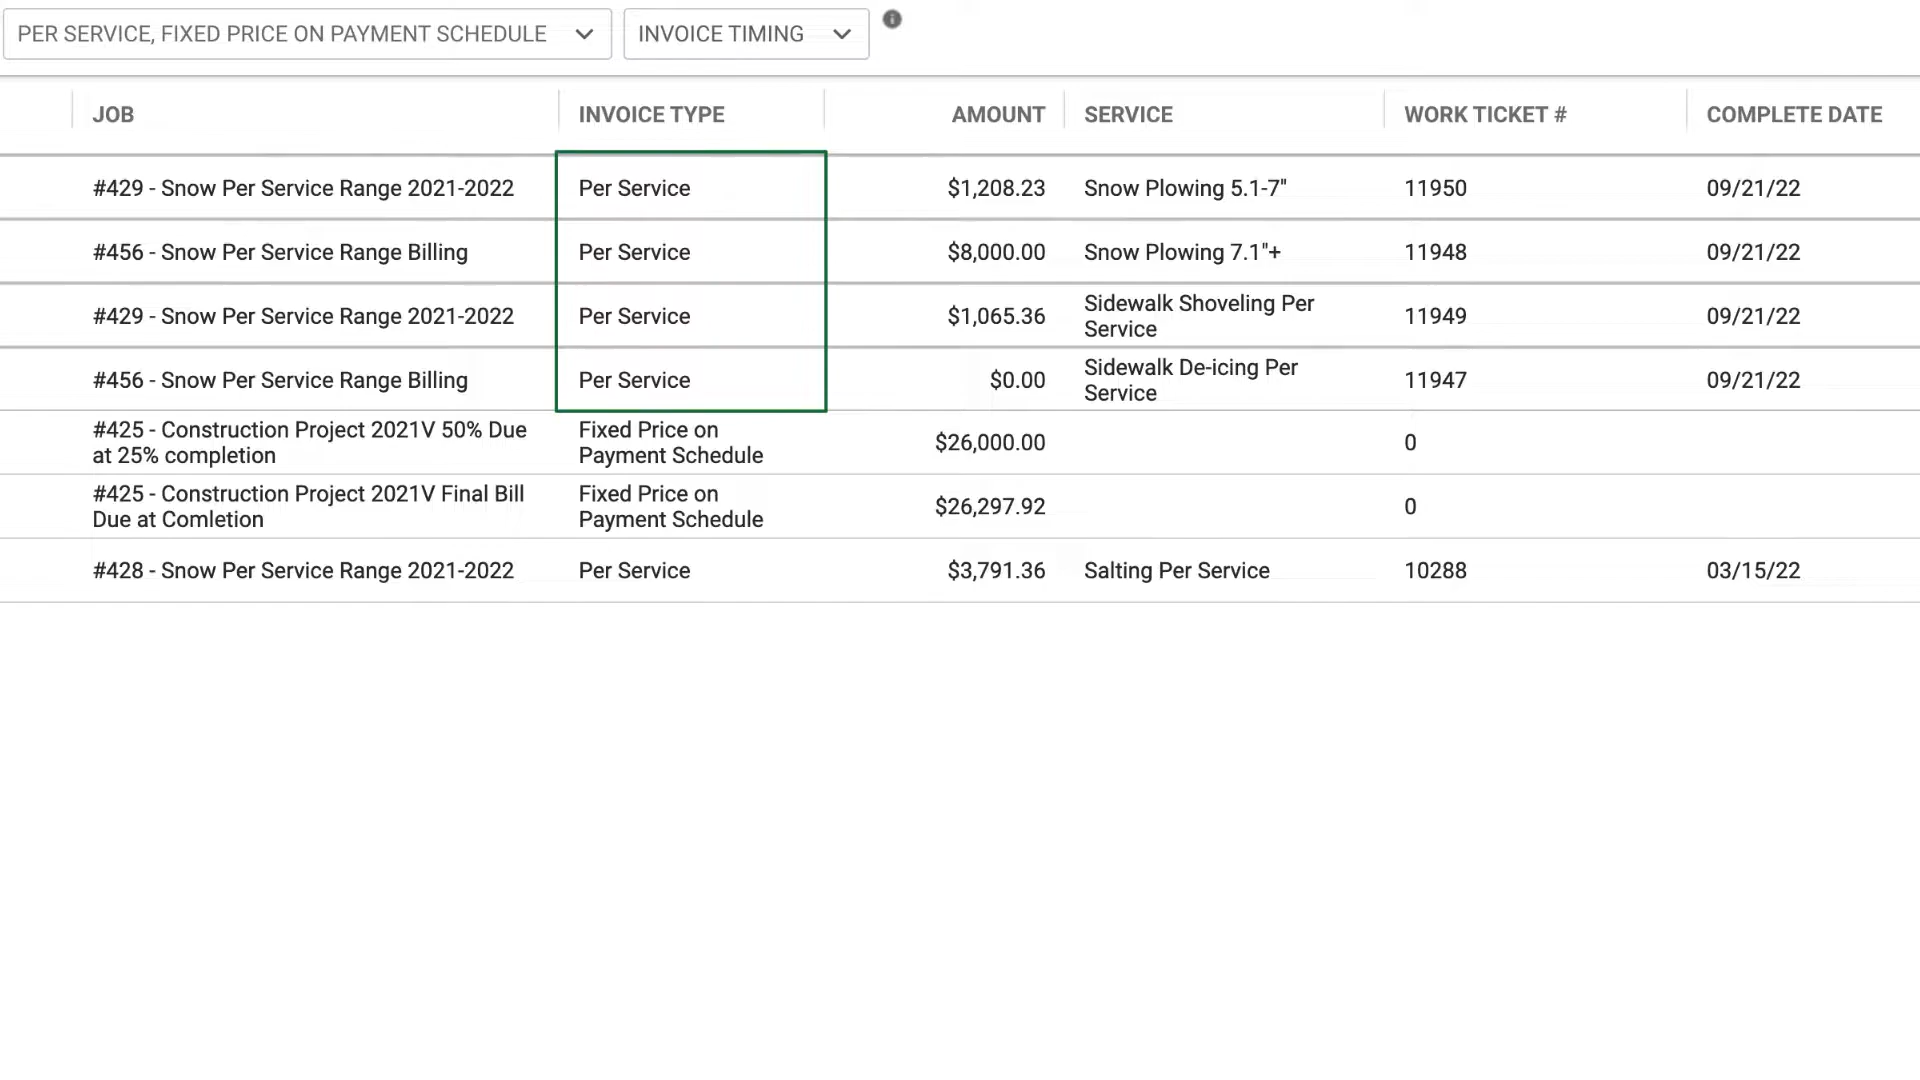 PER SERVICE, FIXED PRICE ON PAYMENT SCHEDULE INVOICE TIMING
JOB INVOICE TYPE AMOUNT SERVICE WORK TICKET # COMPLETE DATE
#429 - Snow Per Service Range 2021-2022 Per Service $1,208.23 Snow Plowing 5.1-7" 11950 09/21/22
#456 - Snow Per Service Range Billing Per Service $8,000.00 Snow Plowing 7.1"+ 11948 09/21/22
#429 - Snow Per Service Range 2021-2022 Per Service $1,065.36 Sidewalk Shoveling Per
Service 11949 09/21/22
#456 - Snow Per Service Range Billing Per Service $0.00 Sidewalk De-icing Per
Service 11947 09/21/22
#425 - Construction Project 2021V 50% Due
at 25% completion
Fixed Price on
Payment Schedule
$26,000.00 0
#425 - Construction Project 2021V Final Bill
Due at Comletion
Fixed Price on
Payment Schedule
$26,297.92 0
#428 - Snow Per Service Range 2021-2022 Per Service $3,791.36 Salting Per Service 10288 03/15/22